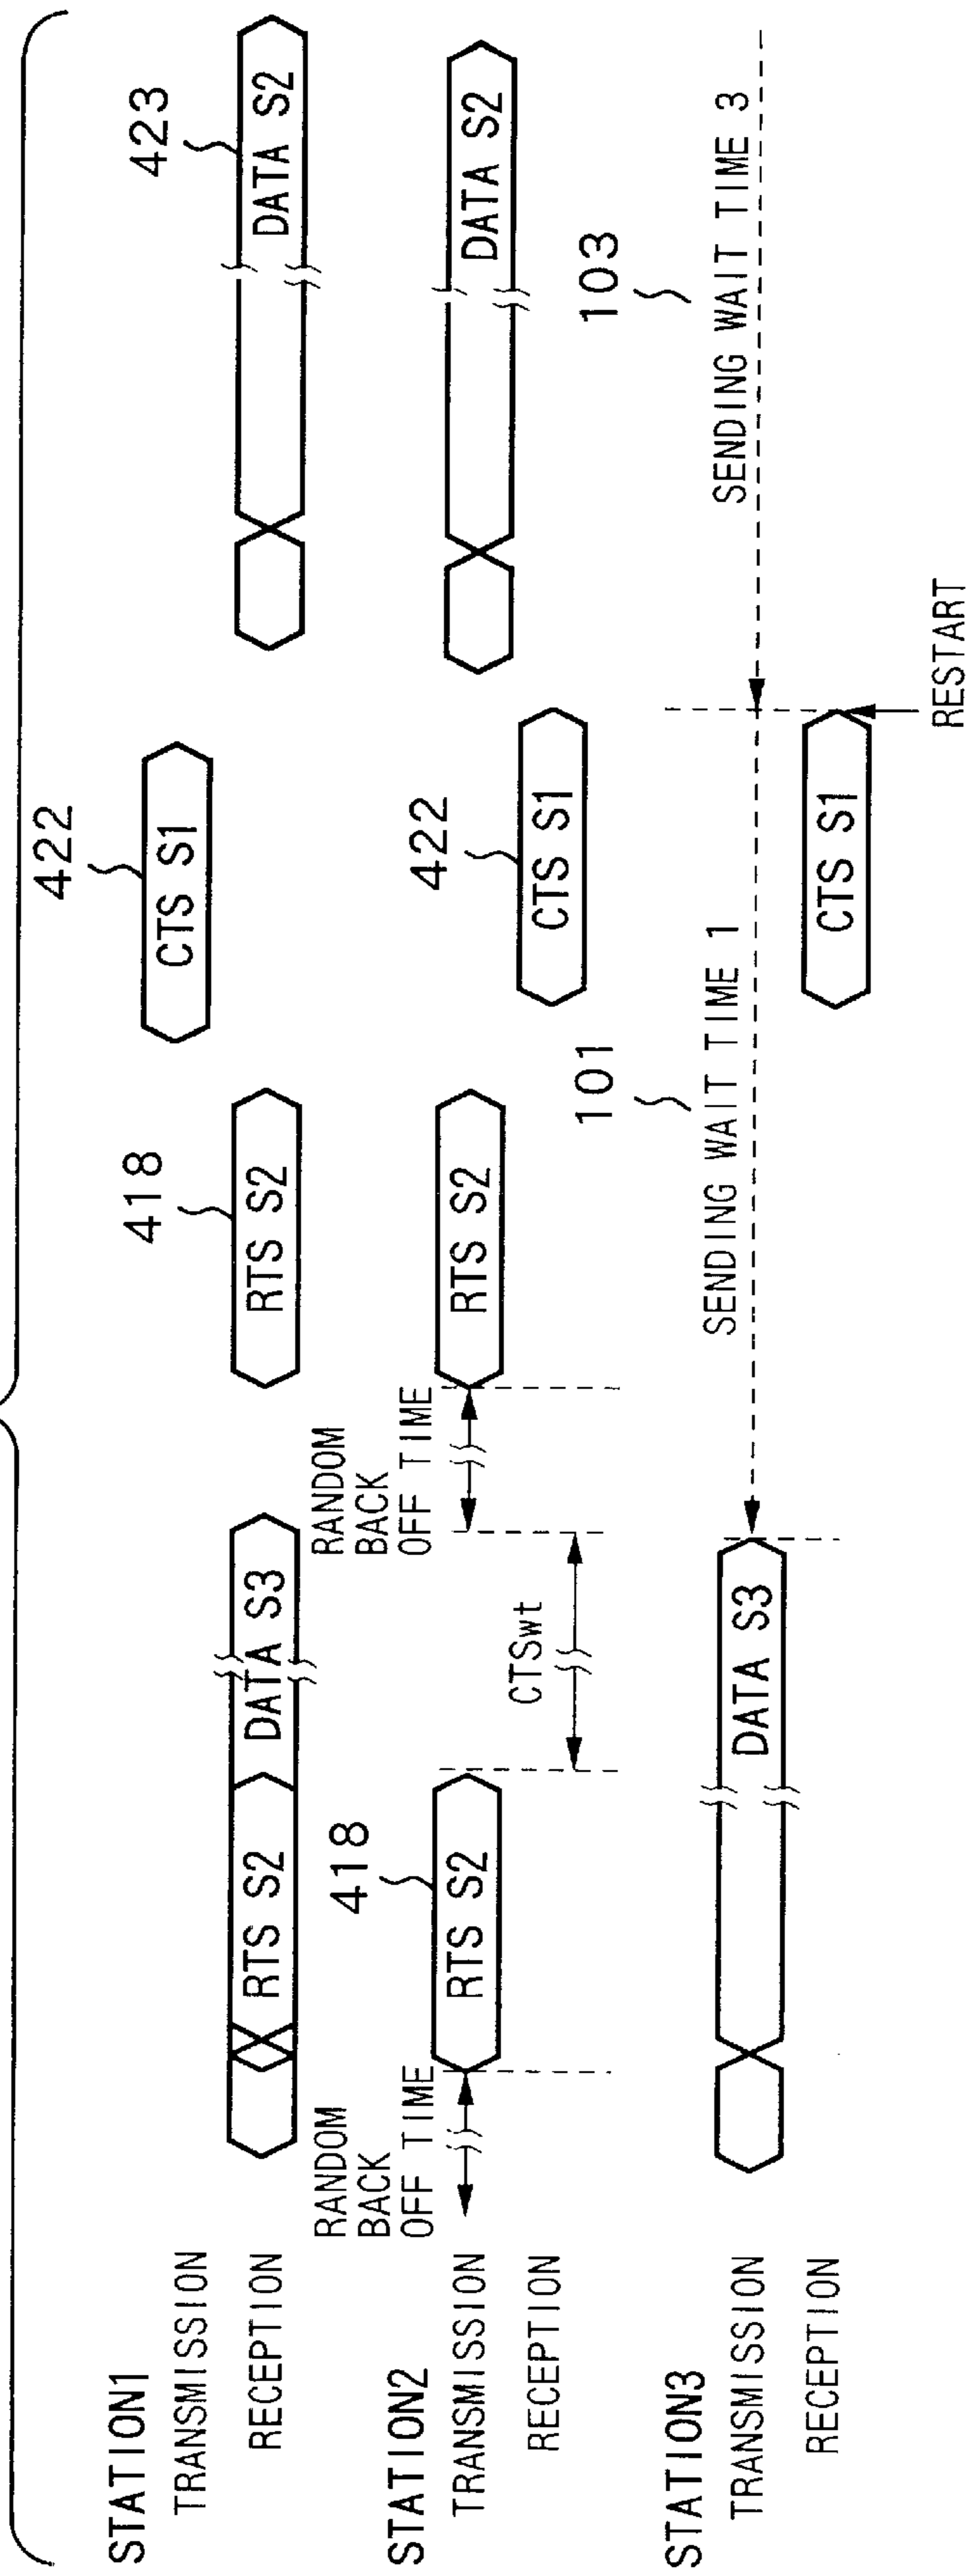 STATION1
TRANSMISSION
422
CTS S1
RECEPTION
RTS S2
DATA S3
418
RTS S2
423
DATA S2
STATION2
TRANSMISSION
RANDOM
BACK
OFF TIME
418
RTS S2
CTSwt
RANDOM
BACK
OFF TIME
RTS S2
DATA S2
RECEPTION
422
CTS S1
STATION3
TRANSMISSION
DATA S3
101
SENDING WAIT TIME 1
103
SENDING WAIT TIME 3
RECEPTION
CTS S1
RESTART